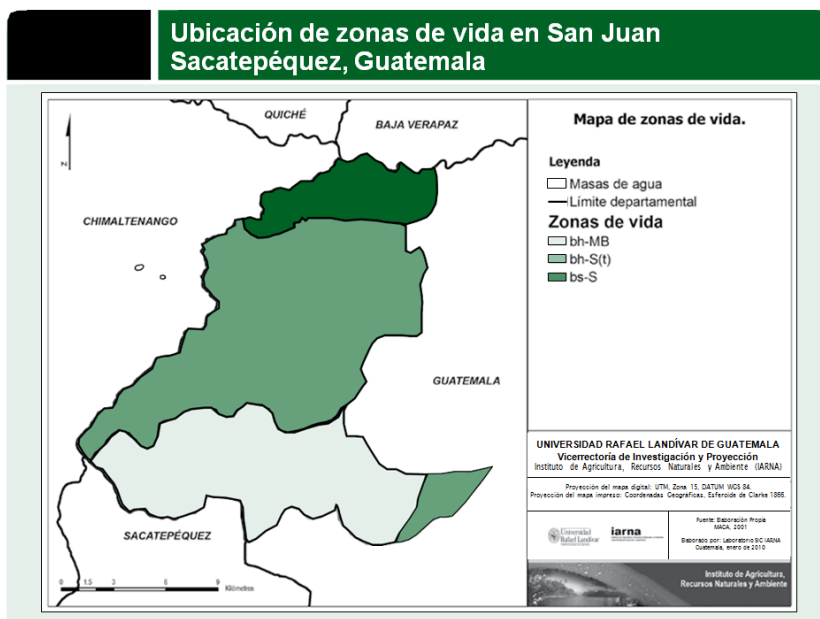 Ubicación de zonas de vida en San Juan
Sacatepéquez, Guatemala
QUICHÉ
BAJA VERAPAZ
N
CHIMALTENANGO
GUATEMALA
SACATEPÉQUEZ
0 1.5 3 6 9
Kilómetros
Mapa de zonas de vida.
Leyenda
Masas de agua
Límite departamental
Zonas de vida
bh-MB
bh-S(t)
bs-S
UNIVERSIDAD RAFAEL LANDÍVAR DE GUATEMALA
Vicerrectoría de Investigación y Proyección
Instituto de Agricultura, Recursos Naturales y Ambiente (IARNA)
Proyección del mapa digital: UTM, Zona 15, DATUM WGS 84.
Proyección del mapa impreso: Coordenadas Geográficas, Esferoide de Clarke 1866.
Universidad
Rafael Landívar
iarna
Fuente: Elaboración Propia
MAGA, 2001
Elaborado por: Laboratorio SIG IARNA
Guatemala, enero de 2010
Instituto de Agricultura,
Recursos Naturales y Ambiente